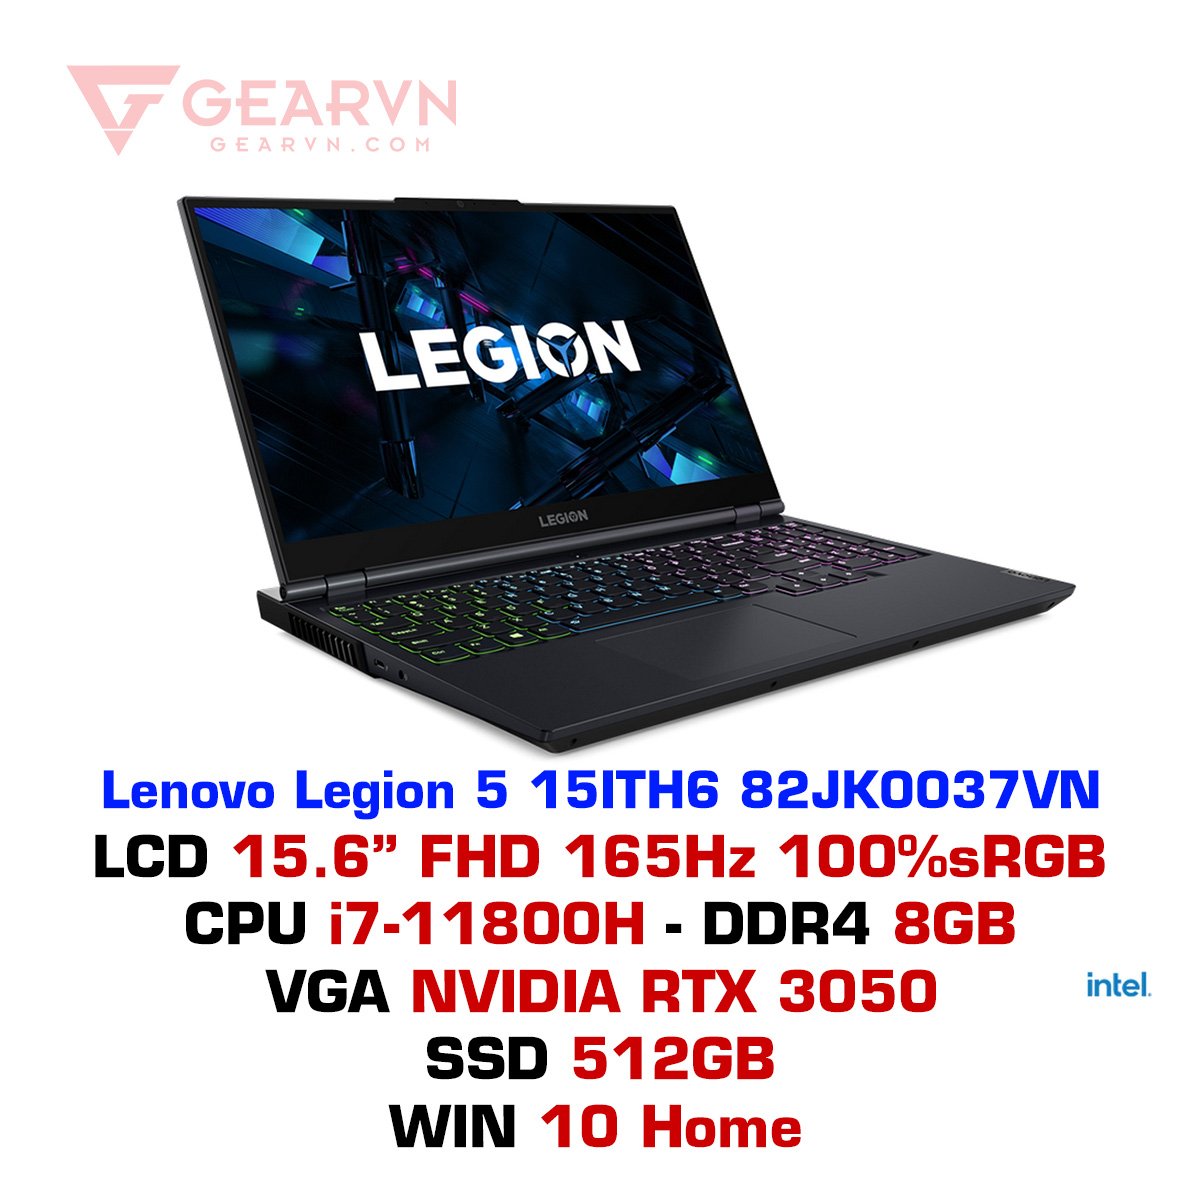 GEARVN
GEARVN.COM
LEGION
LEGION
Lenovo Legion 5 15ITH6 82JK0037VN
LCD 15.6” FHD 165Hz 100%sRGB
CPU i7-11800H - DDR4 8GB
VGA NVIDIA RTX 3050
intel.
SSD 512GB
WIN 10 Home